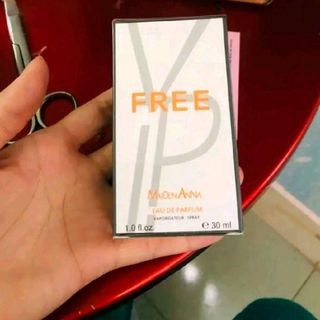 FREE
MAIDEN ANNA
EAU DE PARFUM
VAPORISATEUR SPRAY
1.0 fl.oz. ℮ 30 ml